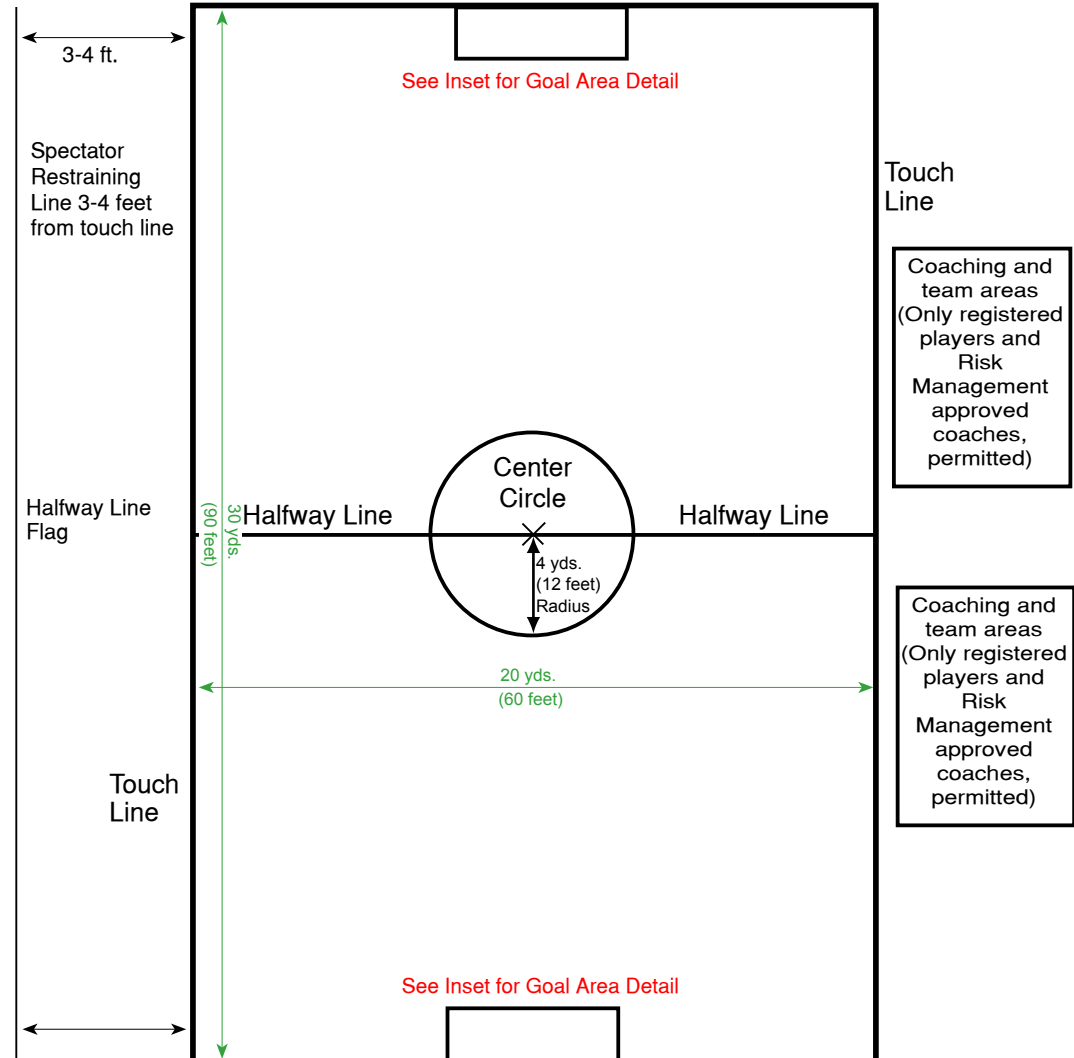 3-4 ft.
See Inset for Goal Area Detail
Spectator
Restraining
Line 3-4 feet
from touch line
Touch
Line
Coaching and
team areas
(Only registered
players and
Risk
Management
approved
coaches,
permitted)
Center
Circle
Halfway Line
Flag
30 yds.
(90 feet)
Halfway Line
Halfway Line
4 yds.
(12 feet)
Radius
Coaching and
team areas
(Only registered
players and
Risk
Management
approved
coaches,
permitted)
20 yds.
(60 feet)
Touch
Line
See Inset for Goal Area Detail